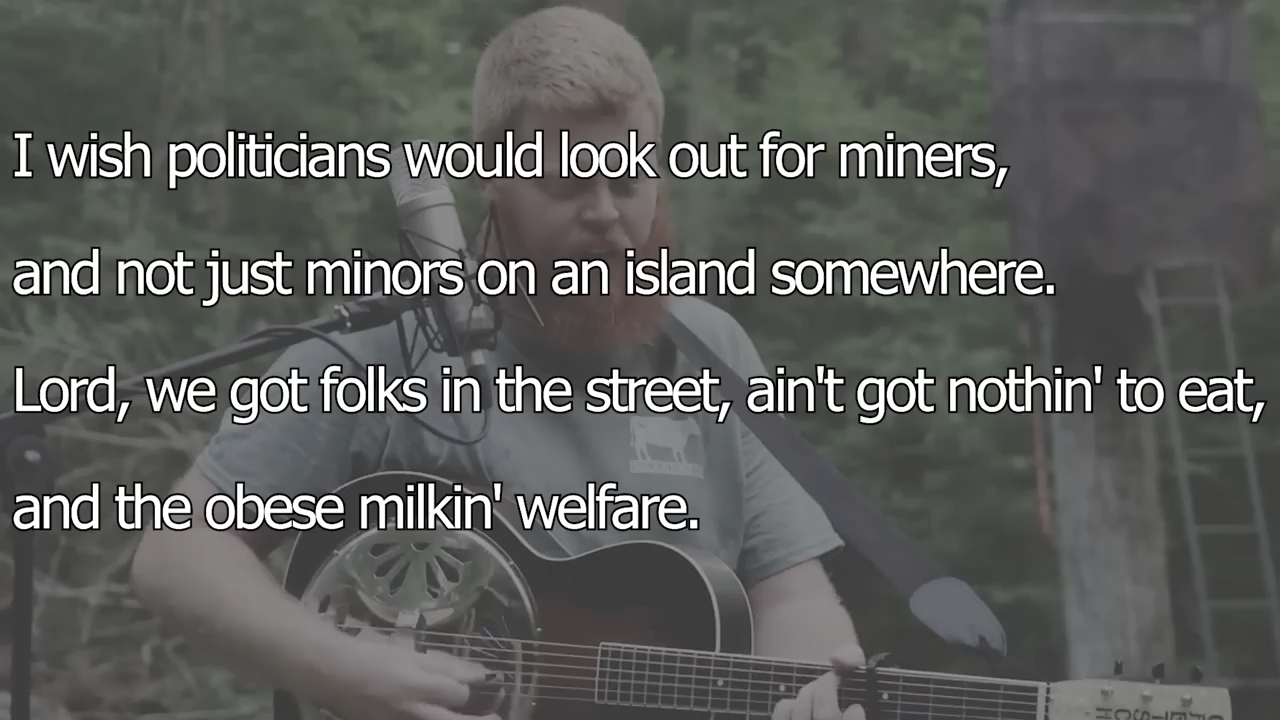 I wish politicians would look out for miners,
and not just minors on an island somewhere.
Lord, we got folks in the street, ain't got nothin' to eat,
and the obese milkin' welfare.